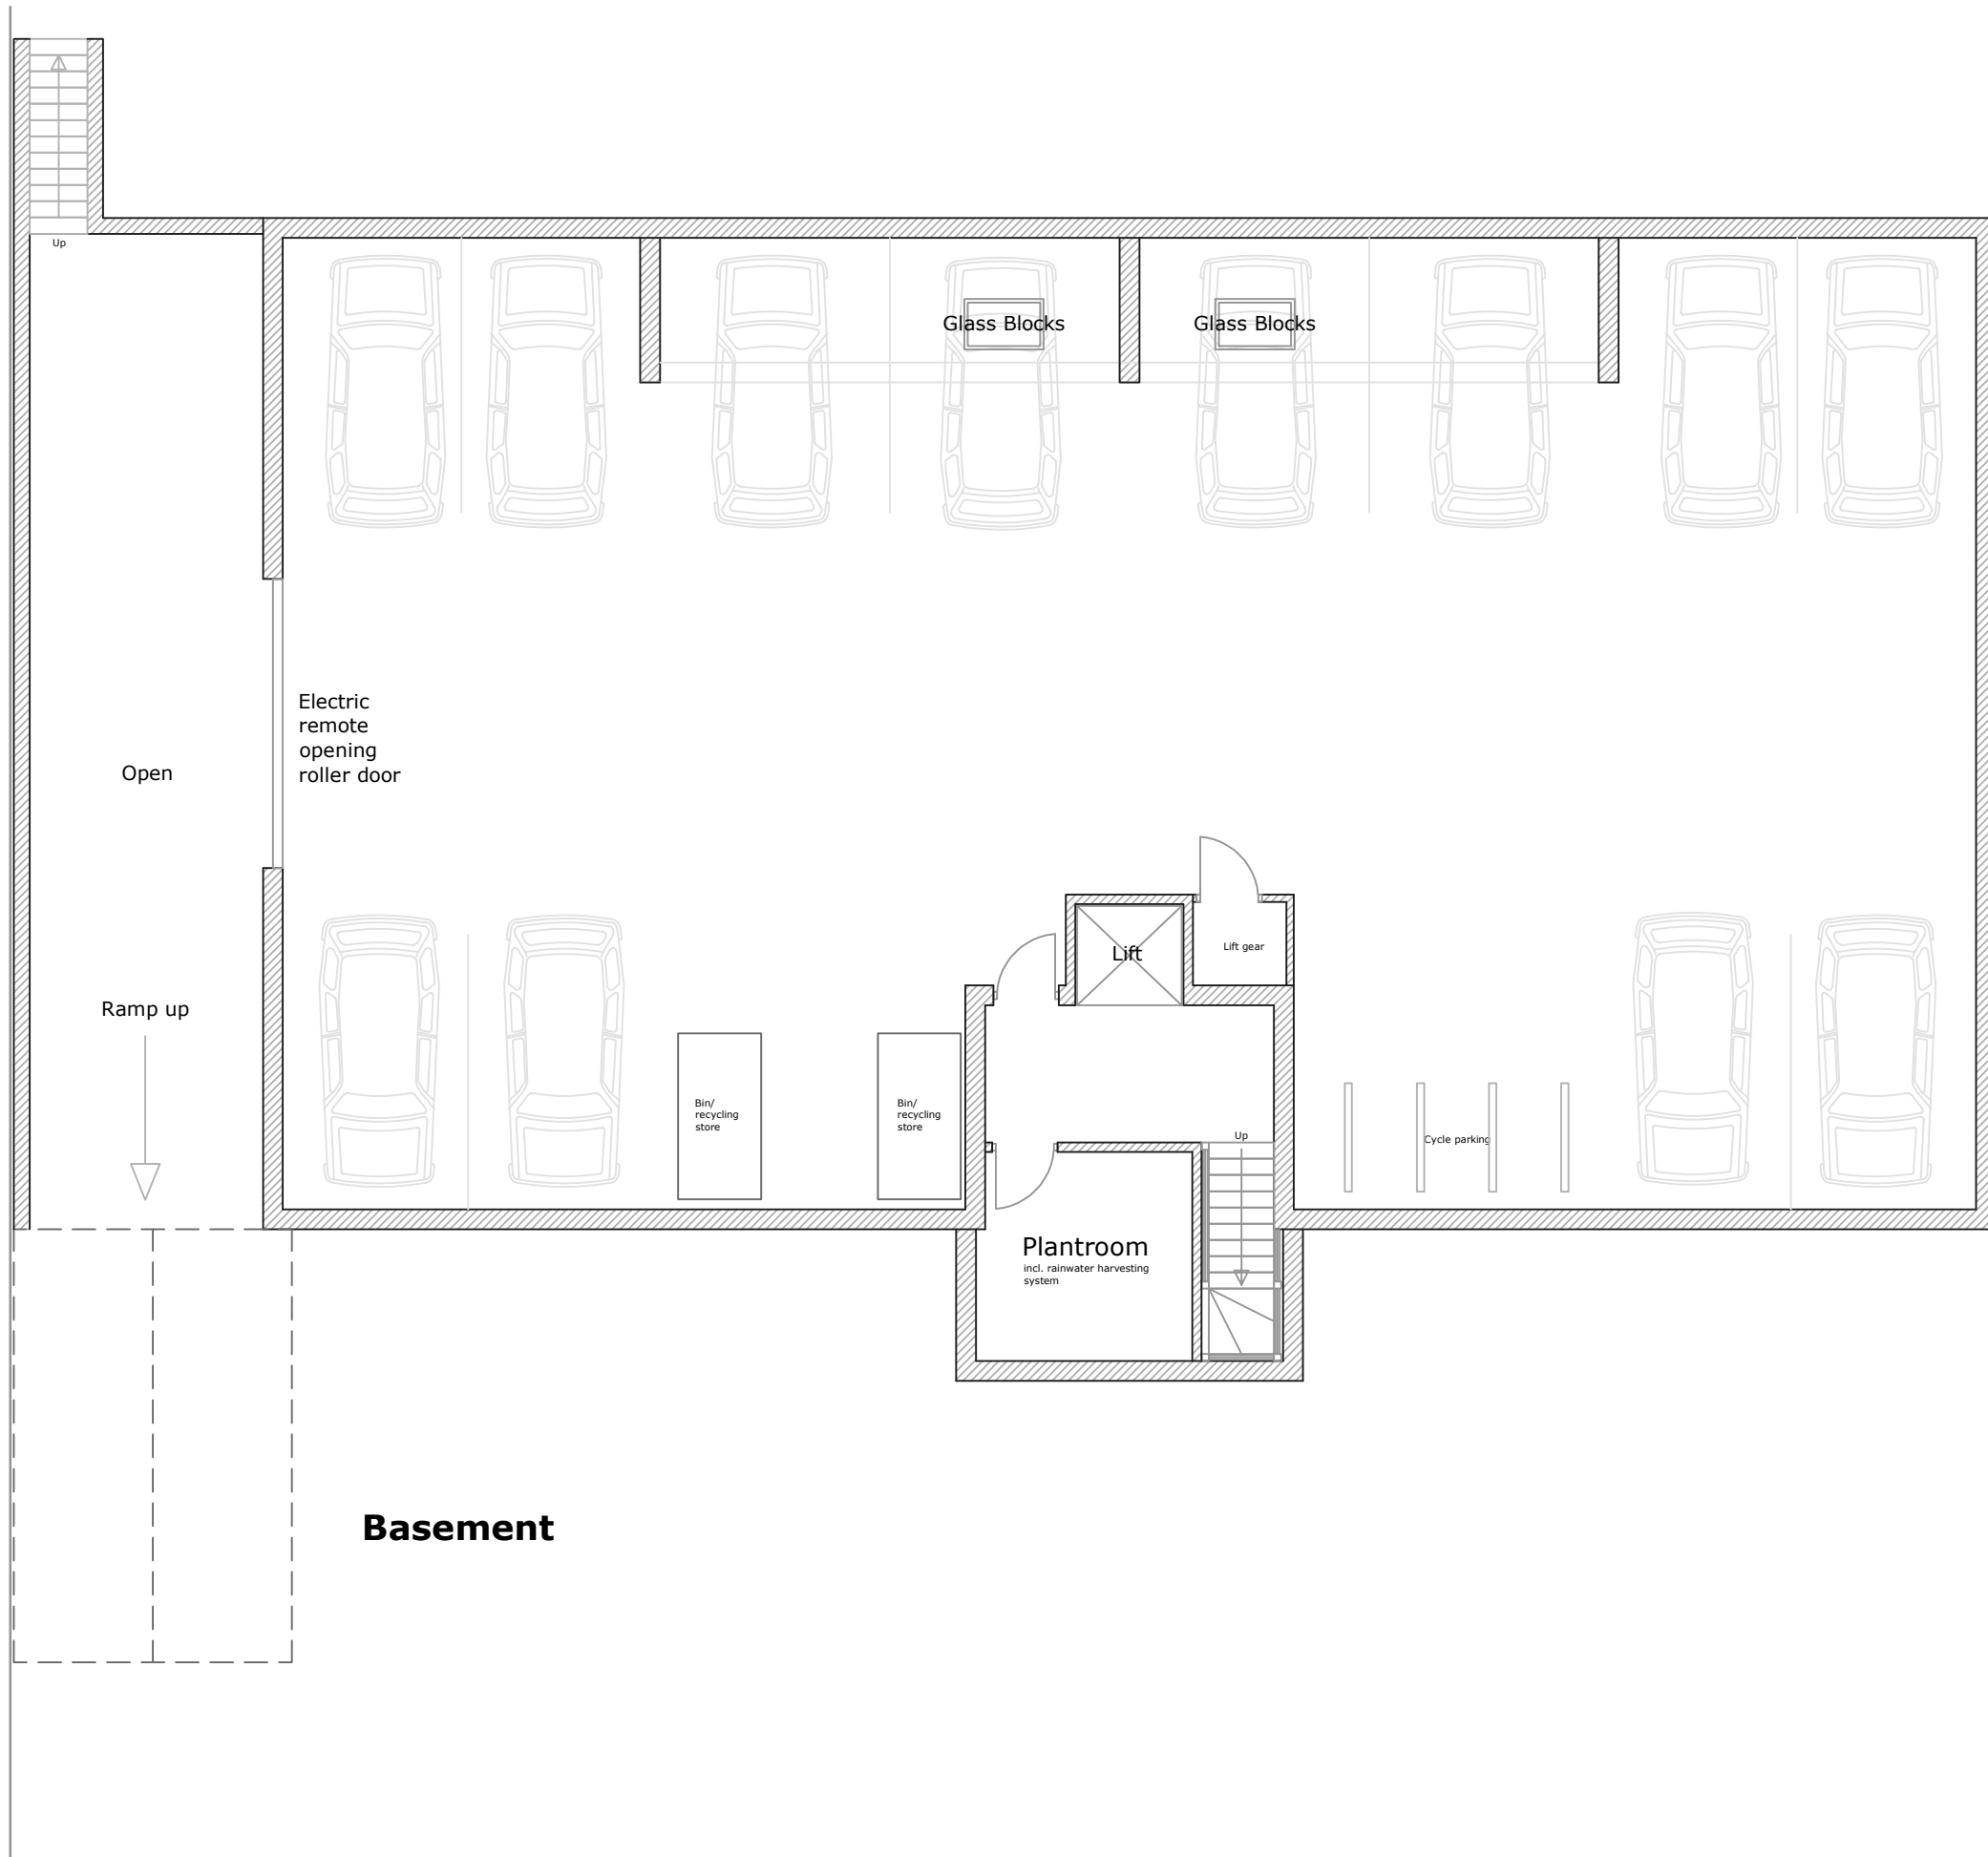 Up
Glass Blocks
Glass Blocks
Electric
remote
opening
roller door
Open
Lift
Lift gear
Ramp up
Bin/
recycling
store
Bin/
recycling
store
Up
Cycle parking
Plantroom
incl. rainwater harvesting
system
Basement